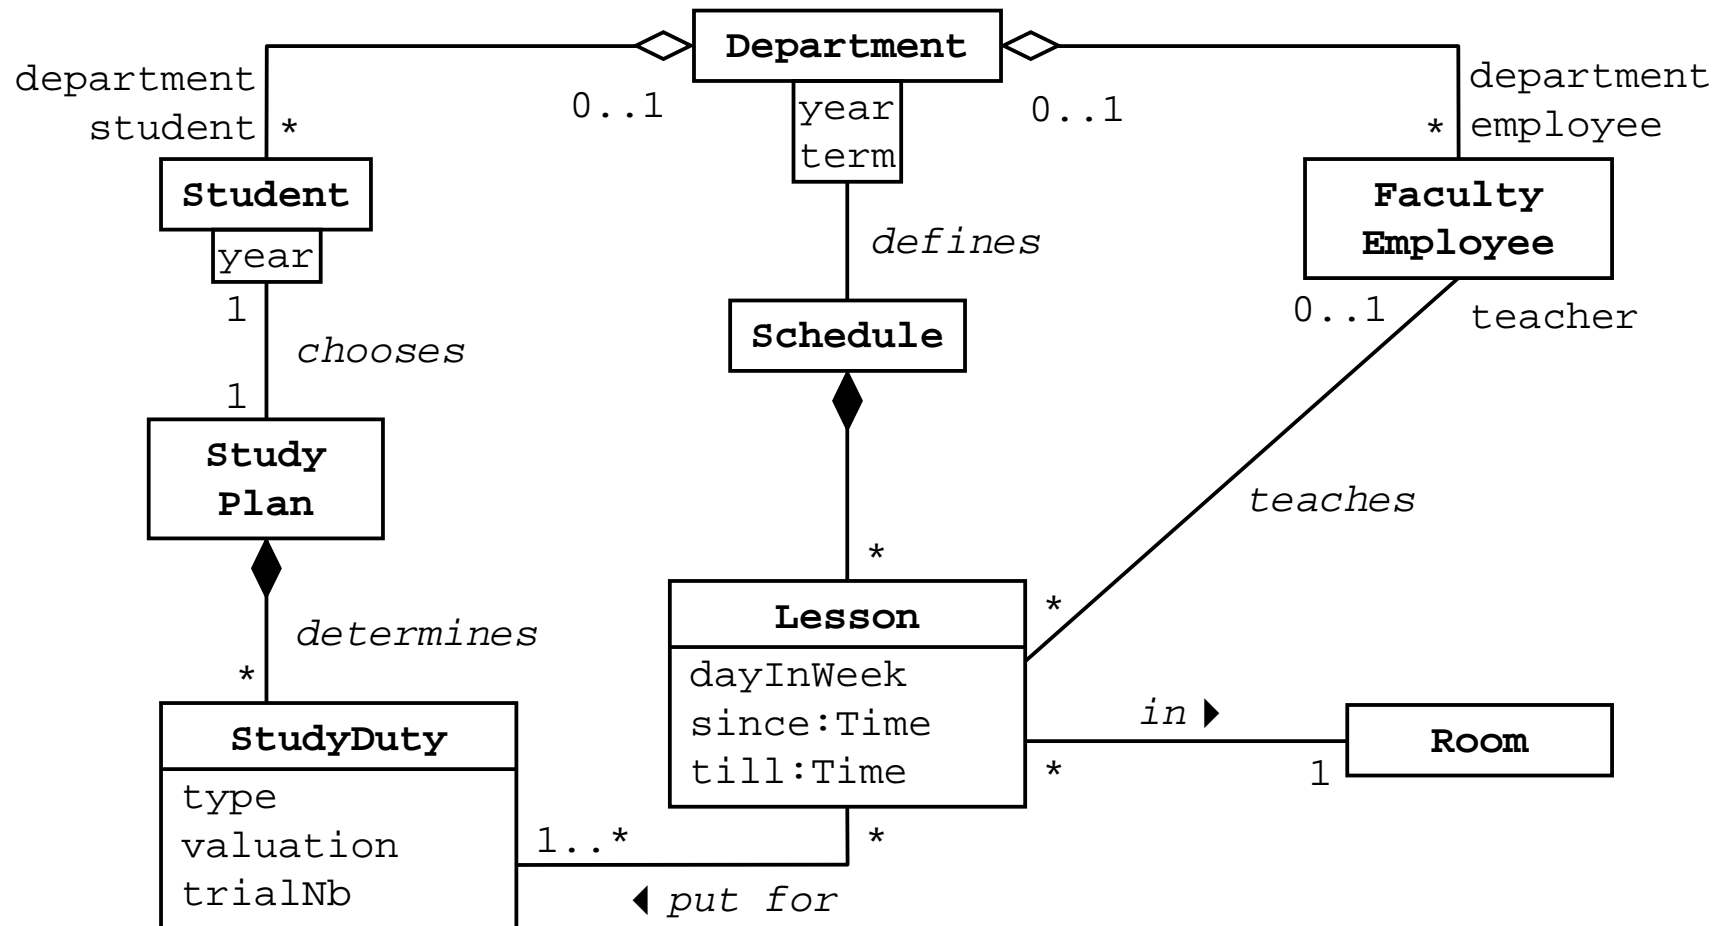 Department
department
student
*
0..1
year
term
0..1
department
employee
*
Student
year
Faculty
Employee
defines
1
chooses
1
Schedule
0..1
teacher
Study
Plan
teaches
*
determines
*
Lesson
dayInWeek
since:Time
till:Time
*
in
*
1
Room
StudyDuty
type
valuation
trialNb
1..*
*
put for